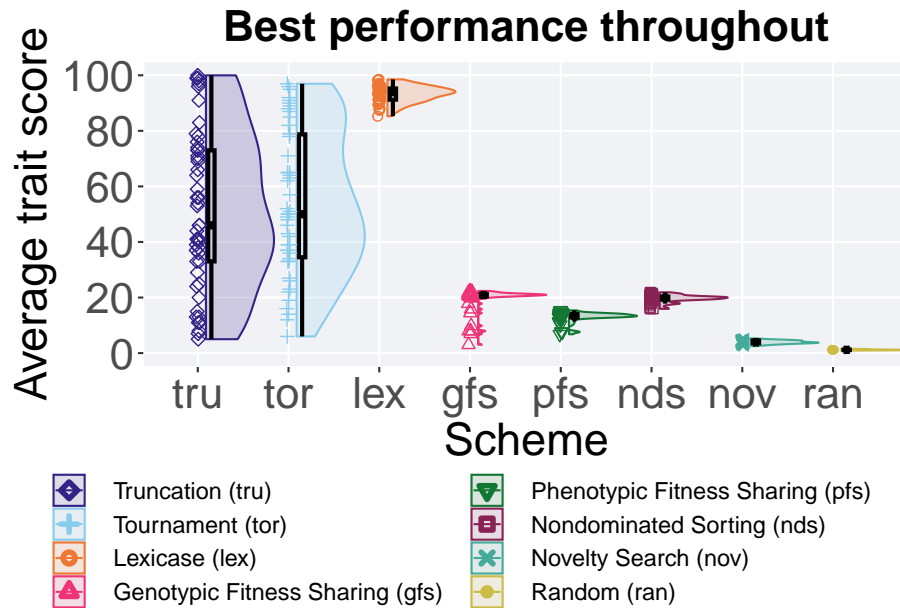 Best performance throughout
Average trait score
100
80
60
40
20
0
tru tor lex gfs pfs nds nov ran
Scheme
Truncation (tru)
Tournament (tor)
Lexicase (lex)
Genotypic Fitness Sharing (gfs)
Phenotypic Fitness Sharing (pfs)
Nondominated Sorting (nds)
Novelty Search (nov)
Random (ran)